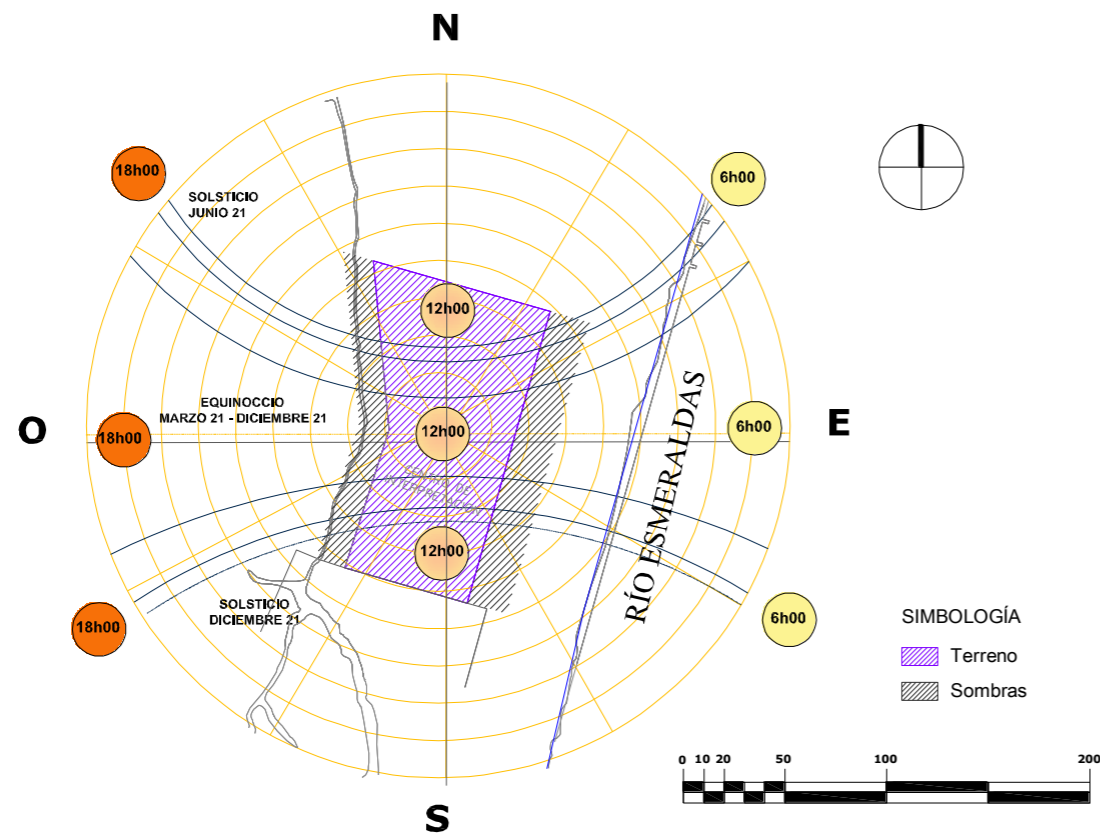 N
18h00
6h00
SOLSTICIO
JUNIO 21
12h00
EQUINOCCIO
MARZO 21 - DICIEMBRE 21
O
18h00
12h00
6h00
E
RÍO ESMERALDAS
12h00
SOLSTICIO
DICIEMBRE 21
18h00
6h00
SIMBOLOGÍA
Terreno
Sombras
0 10 20 50 100 200
S